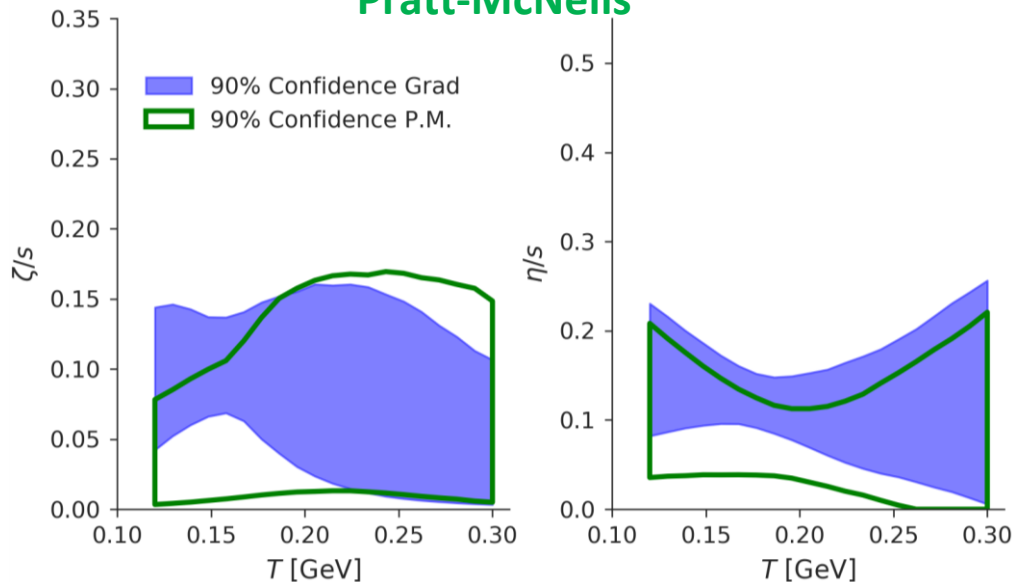 Pratt-McNelis
0.35
0.30
0.25
0.20
0.15
0.10
0.05
0.00
ζ/s
90% Confidence Grad
90% Confidence P.M.
0.10 0.15 0.20 0.25 0.30
T [GeV]
0.5
0.4
0.3
0.2
0.1
0.0
η/s
0.10 0.15 0.20 0.25 0.30
T [GeV]